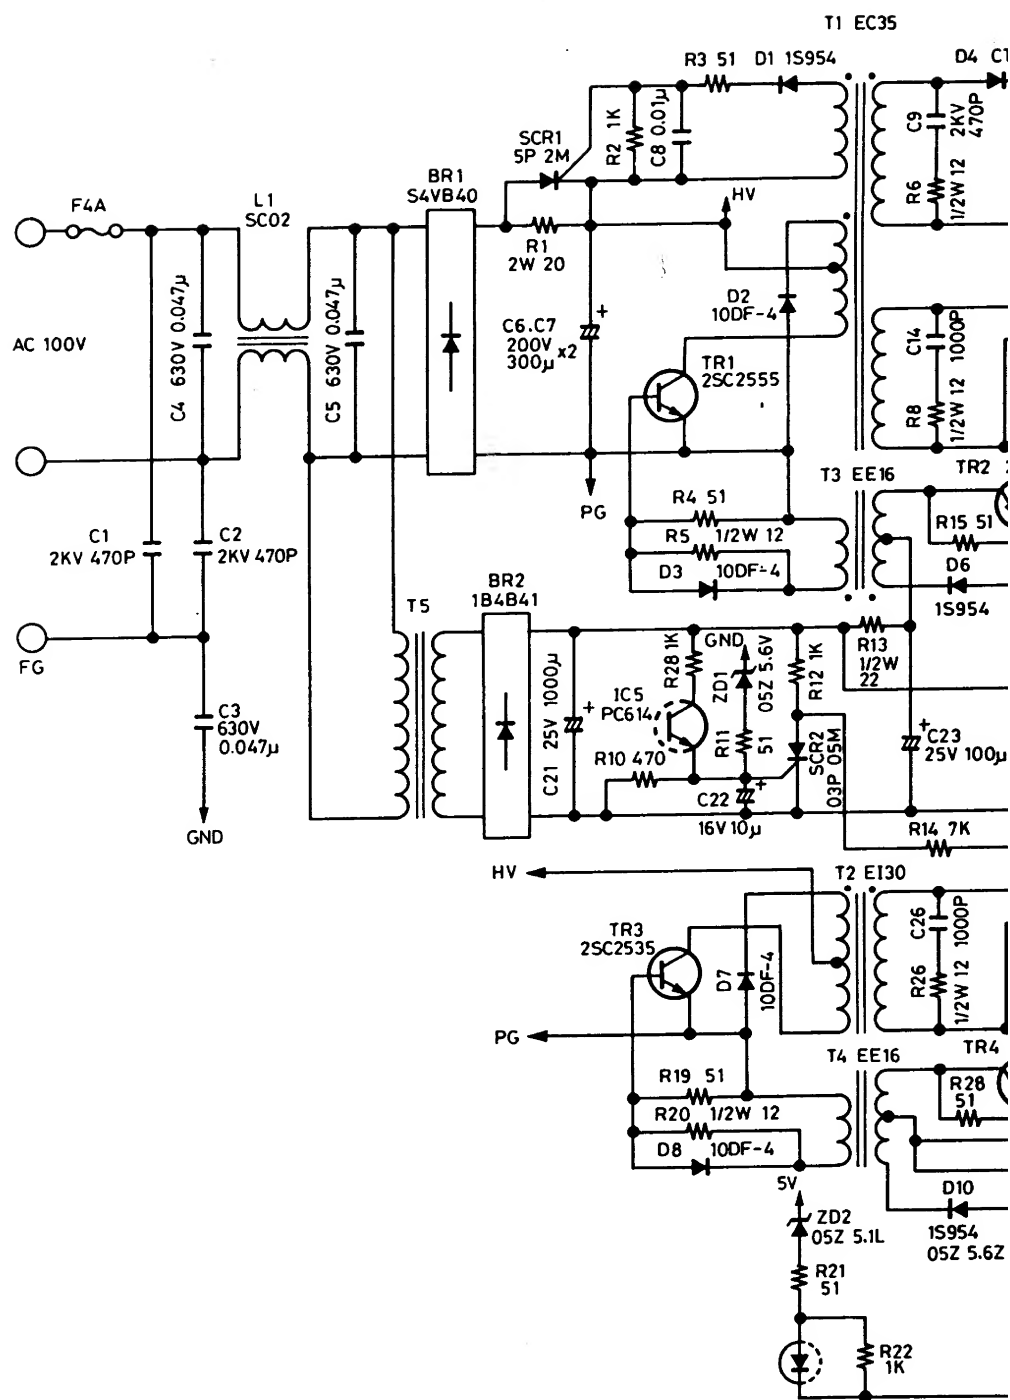 T1 EC35
R3 51
D1 1S954
D4 C
R2 1K
C8 0.01μ
C9
2KV
470P
SCR1
5P 2M
R6
1/2W 12
BR1
S4VB40
HV
F4A
L1
SC02
R1
2W 20
C4 630V 0.047μ
C5 630V 0.047μ
D2
10DF-4
AC 100V
C6.C7
200V
300μ x2
+
C14
1000P
TR1
2SC2555
R8
1/2W 12
T3 EE16
TR2
PG
R4 51
R15 51
C1
2KV 470P
C2
2KV 470P
R5
1/2W 12
D3
10DF-4
D6
1S954
BR2
1B4B41
T5
FG
GND
R28 1K
ZD1
05Z 5.6V
R12 1K
R13
1/2W
22
IC5
PC614
C21 25V 1000μ
+
C3
630V
0.047μ
R11
51
SCR2
03P 05M
+
C23
25V 100μ
R10 470
C22
16V 10μ
+
GND
R14 7K
HV
T2 EI30
C26
1000P
TR3
2SC2535
D7
10DF-4
R26
1/2W 12
PG
T4 EE16
TR4
R19 51
R28
51
R20
1/2W 12
D8
10DF-4
5V
D10
1S954
05Z 5.6Z
ZD2
05Z 5.1L
R21
51
R22
1K